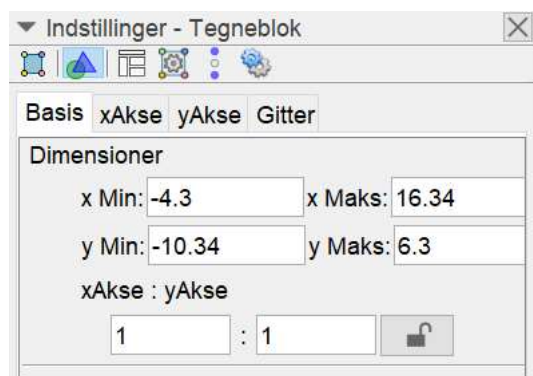 Indstillinger - Tegneblok
Basis xAkse yAkse Gitter
Dimensioner
x Min: -4.3 x Maks: 16.34
y Min: -10.34 y Maks: 6.3
xAkse : yAkse
1 : 1